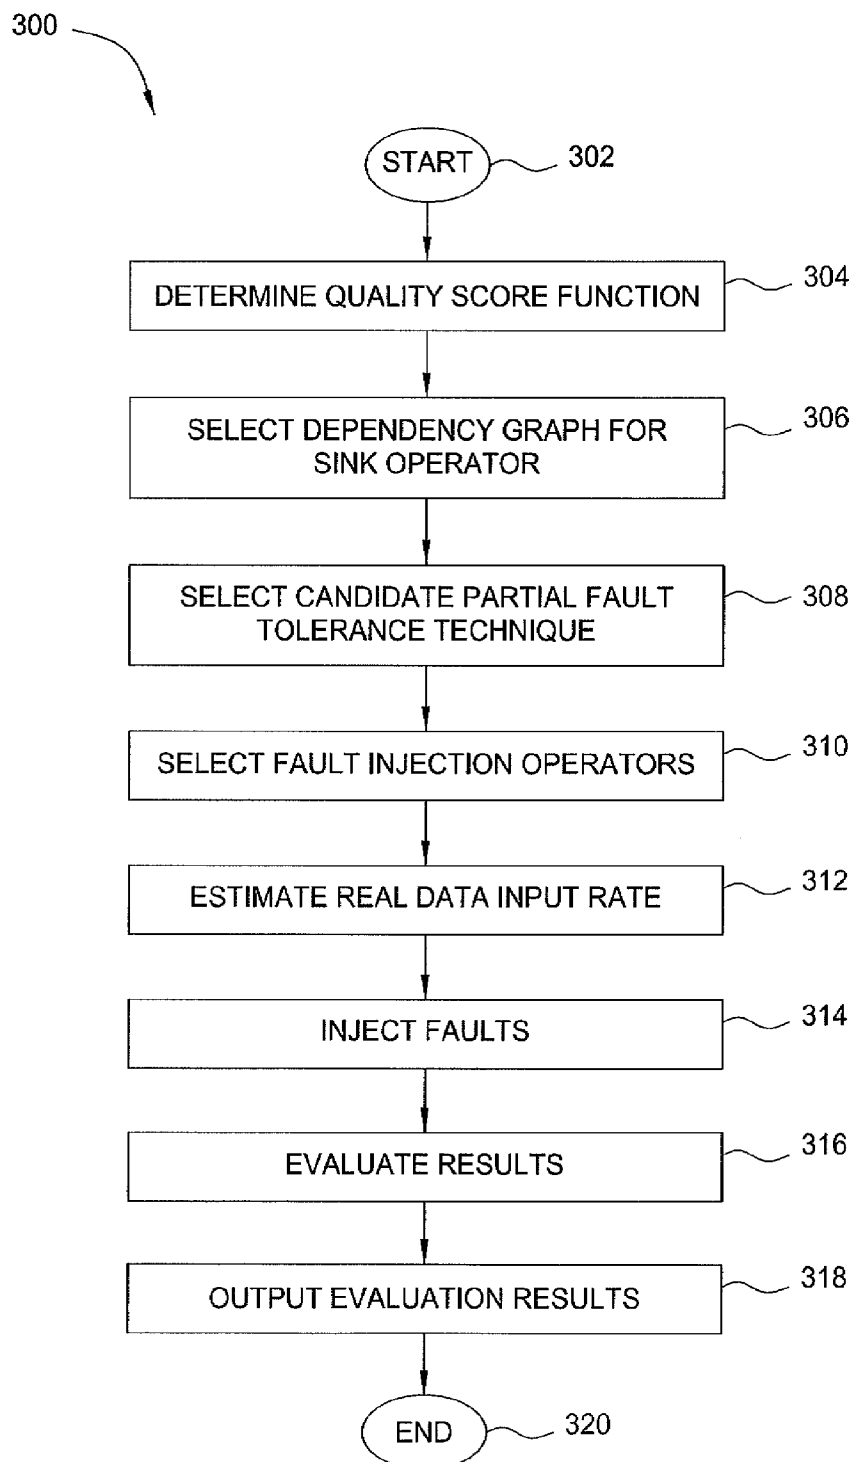 300
START
302
DETERMINE QUALITY SCORE FUNCTION
304
SELECT DEPENDENCY GRAPH FOR
SINK OPERATOR
306
SELECT CANDIDATE PARTIAL FAULT
TOLERANCE TECHNIQUE
308
SELECT FAULT INJECTION OPERATORS
310
ESTIMATE REAL DATA INPUT RATE
312
INJECT FAULTS
314
EVALUATE RESULTS
316
OUTPUT EVALUATION RESULTS
318
END
320